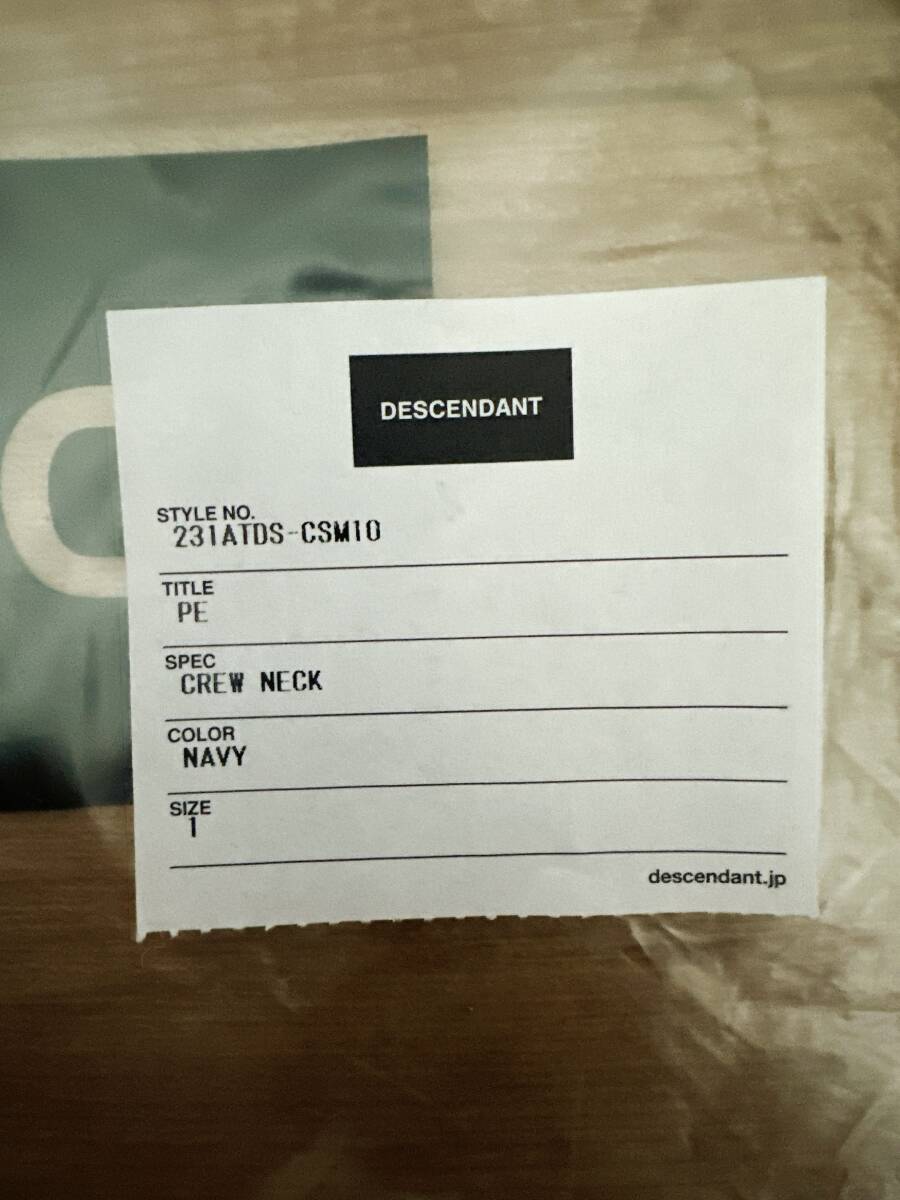 DESCENDANT
STYLE NO.
231ATDS-CSM10
TITLE
PE
SPEC
CREW NECK
COLOR
NAVY
SIZE
1
descendant.jp